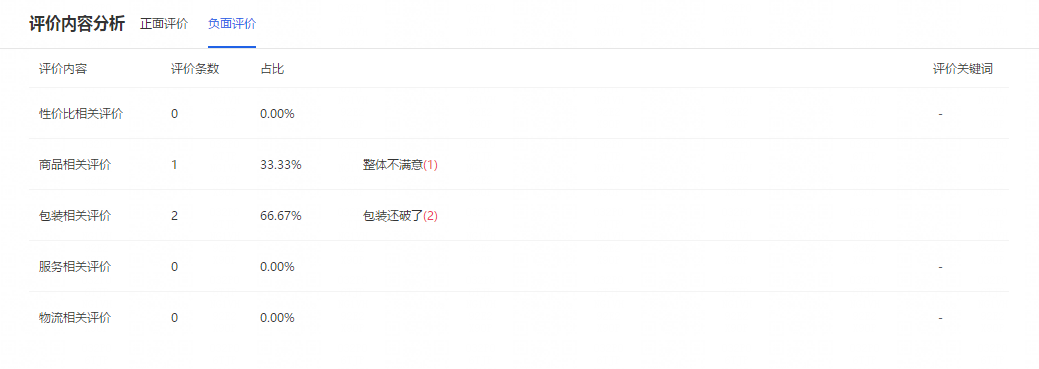 评价内容分析 正面评价 负面评价
评价内容 评价条数 占比 评价关键词
性价比相关评价 0 0.00% -
商品相关评价 1 33.33% 整体不满意(1)
包装相关评价 2 66.67% 包装还破了(2)
服务相关评价 0 0.00% -
物流相关评价 0 0.00% -